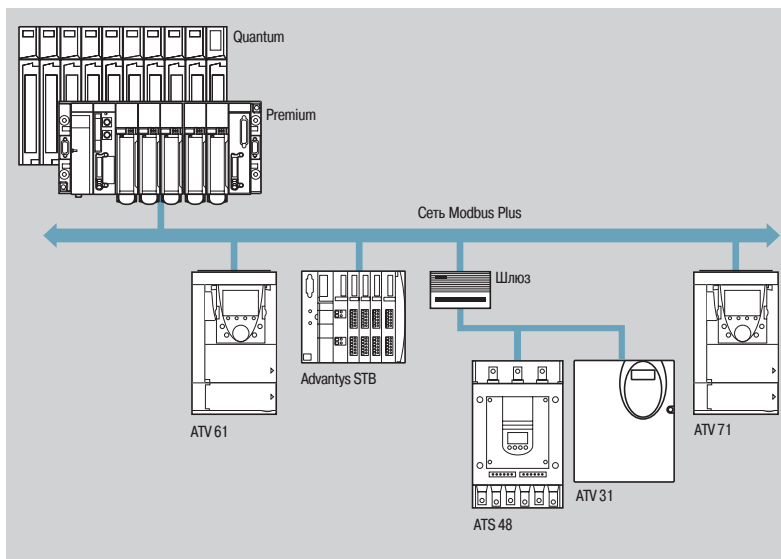 Quantum
Premium
Сеть Modbus Plus
Шлюз
Advantys STB
ATV 61
ATV 71
ATV 31
ATS 48